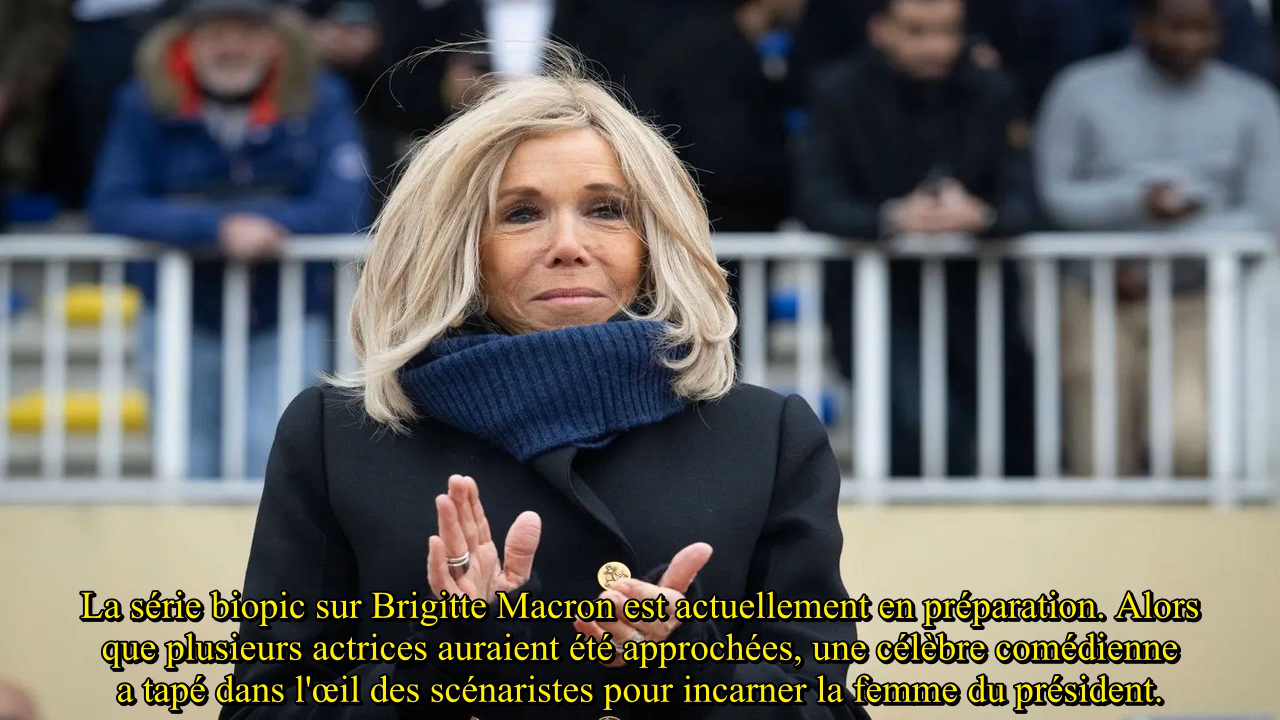 La série biopic sur Brigitte Macron est actuellement en préparation. Alors
que plusieurs actrices auraient été approchées, une célèbre comédienne
a tapé dans l'œil des scénaristes pour incarner la femme du président.